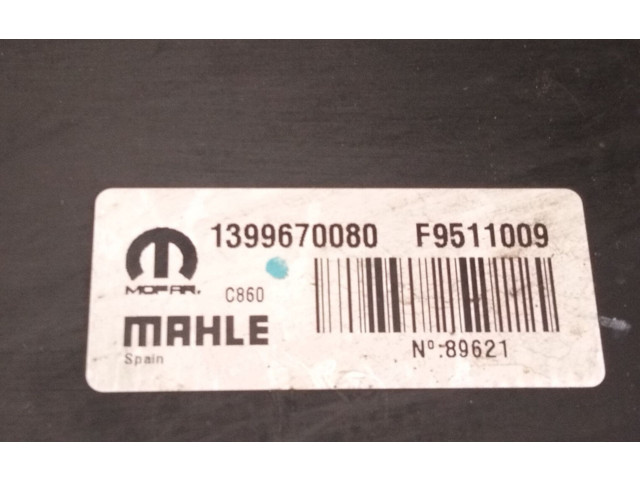 1399670080 F9511009
MOPAR.
C860
MAHLE
Spain
Nº:89621